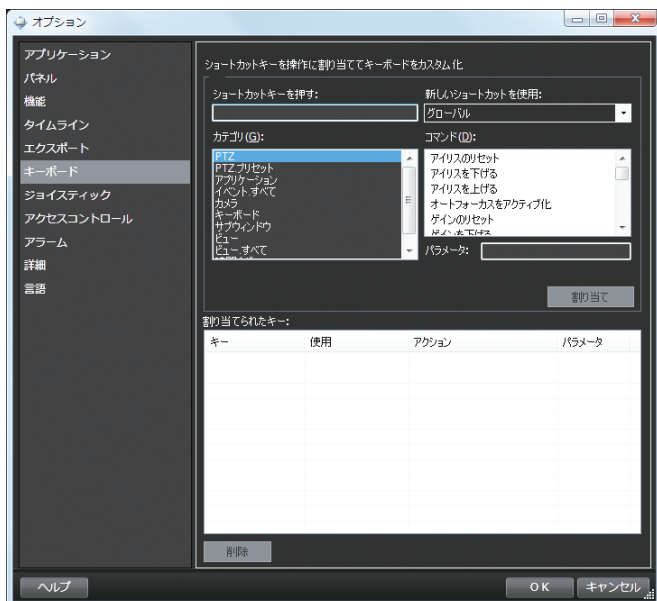 オプション
アプリケーション
パネル
機能
タイムライン
エクスポート
キーボード
ジョイスティック
アクセスコントロール
アラーム
詳細
言語
ショートカットキーを操作に割り当ててキーボードをカスタム化
ショートカットキーを押す:
新しいショートカットを使用:
グローバル
カテゴリ(G):
PTZ
PTZ プリセット
アプリケーション
イベント.すべて
カメラ
キーボード
サブウィンドウ
ビュー
ビュー.すべて
コマンド(D):
アイリスのリセット
アイリスを下げる
アイリスを上げる
オートフォーカスをアクティブ化
ゲインのリセット
ゲインを下げる
パラメータ:
割り当て
割り当てられたキー:
キー 使用 アクション パラメータ
削除
ヘルプ
OK
キャンセル